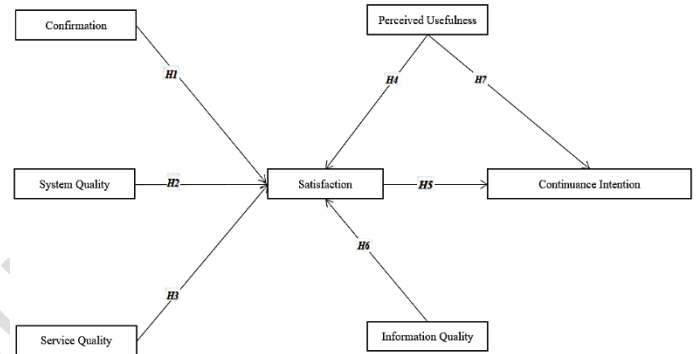 Confirmation
Perceived Usefulness
H1
H4
H7
System Quality
H2
Satisfaction
H5
Continuance Intention
H3
H6
Service Quality
Information Quality